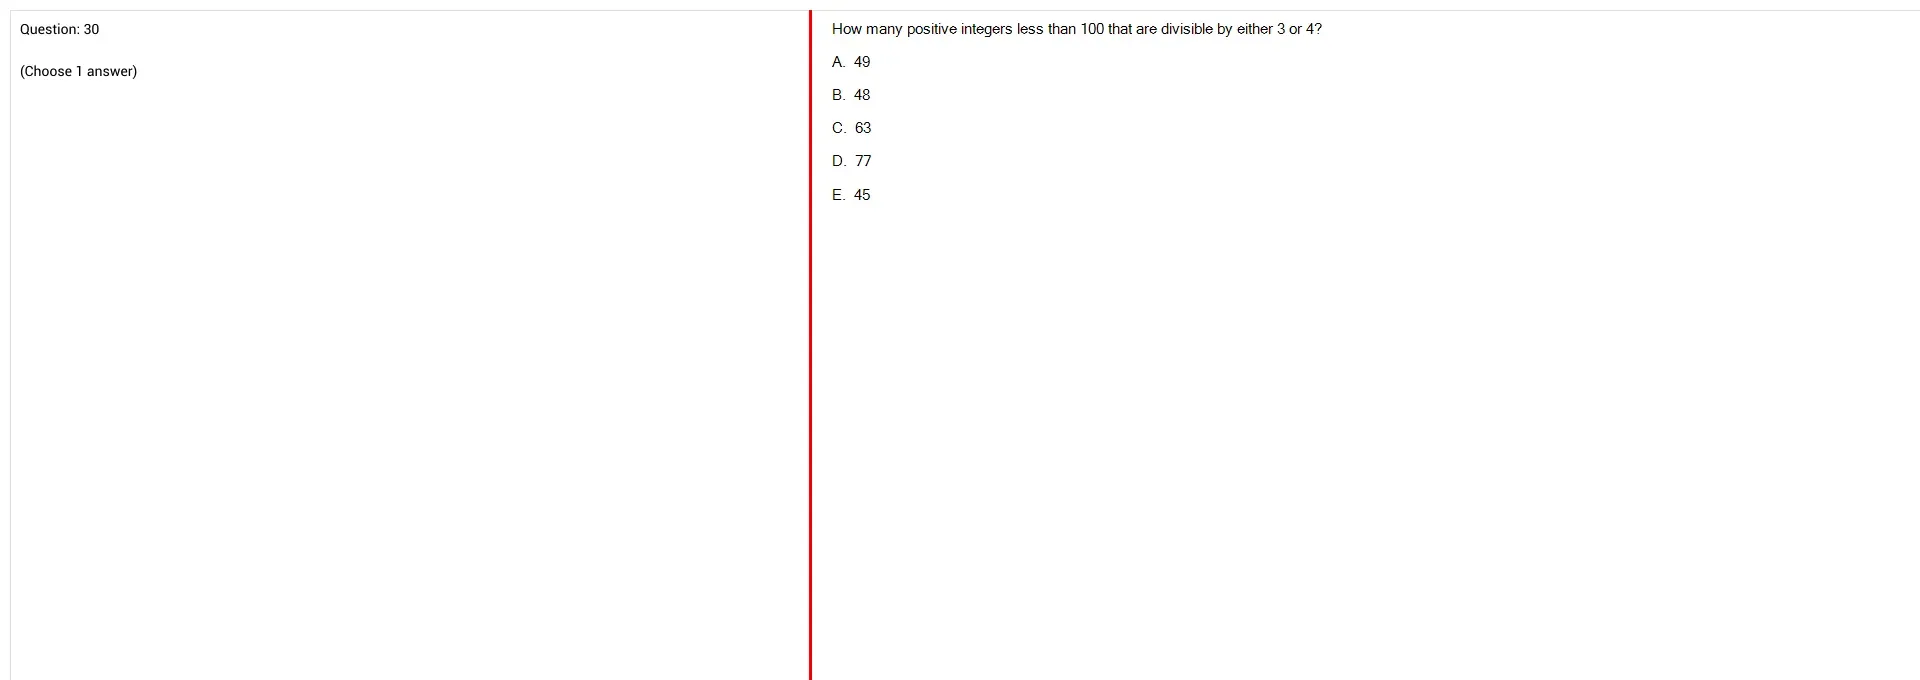 Question: 30
(Choose 1 answer)
How many positive integers less than 100 that are divisible by either 3 or 4?
A. 49
B. 48
C. 63
D. 77
E. 45